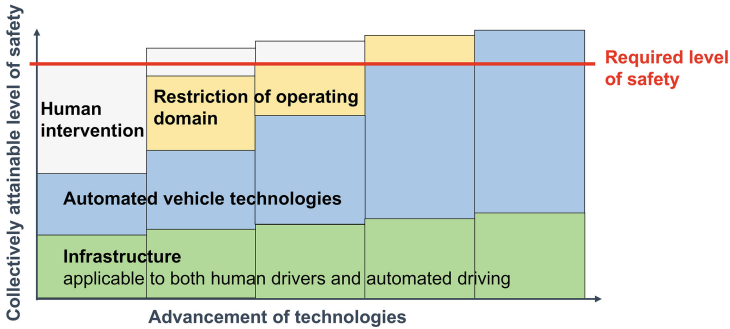 Collectively attainable level of safety
Required level
of safety
Human
intervention
Restriction of operating
domain
Automated vehicle technologies
Infrastructure
applicable to both human drivers and automated driving
Advancement of technologies